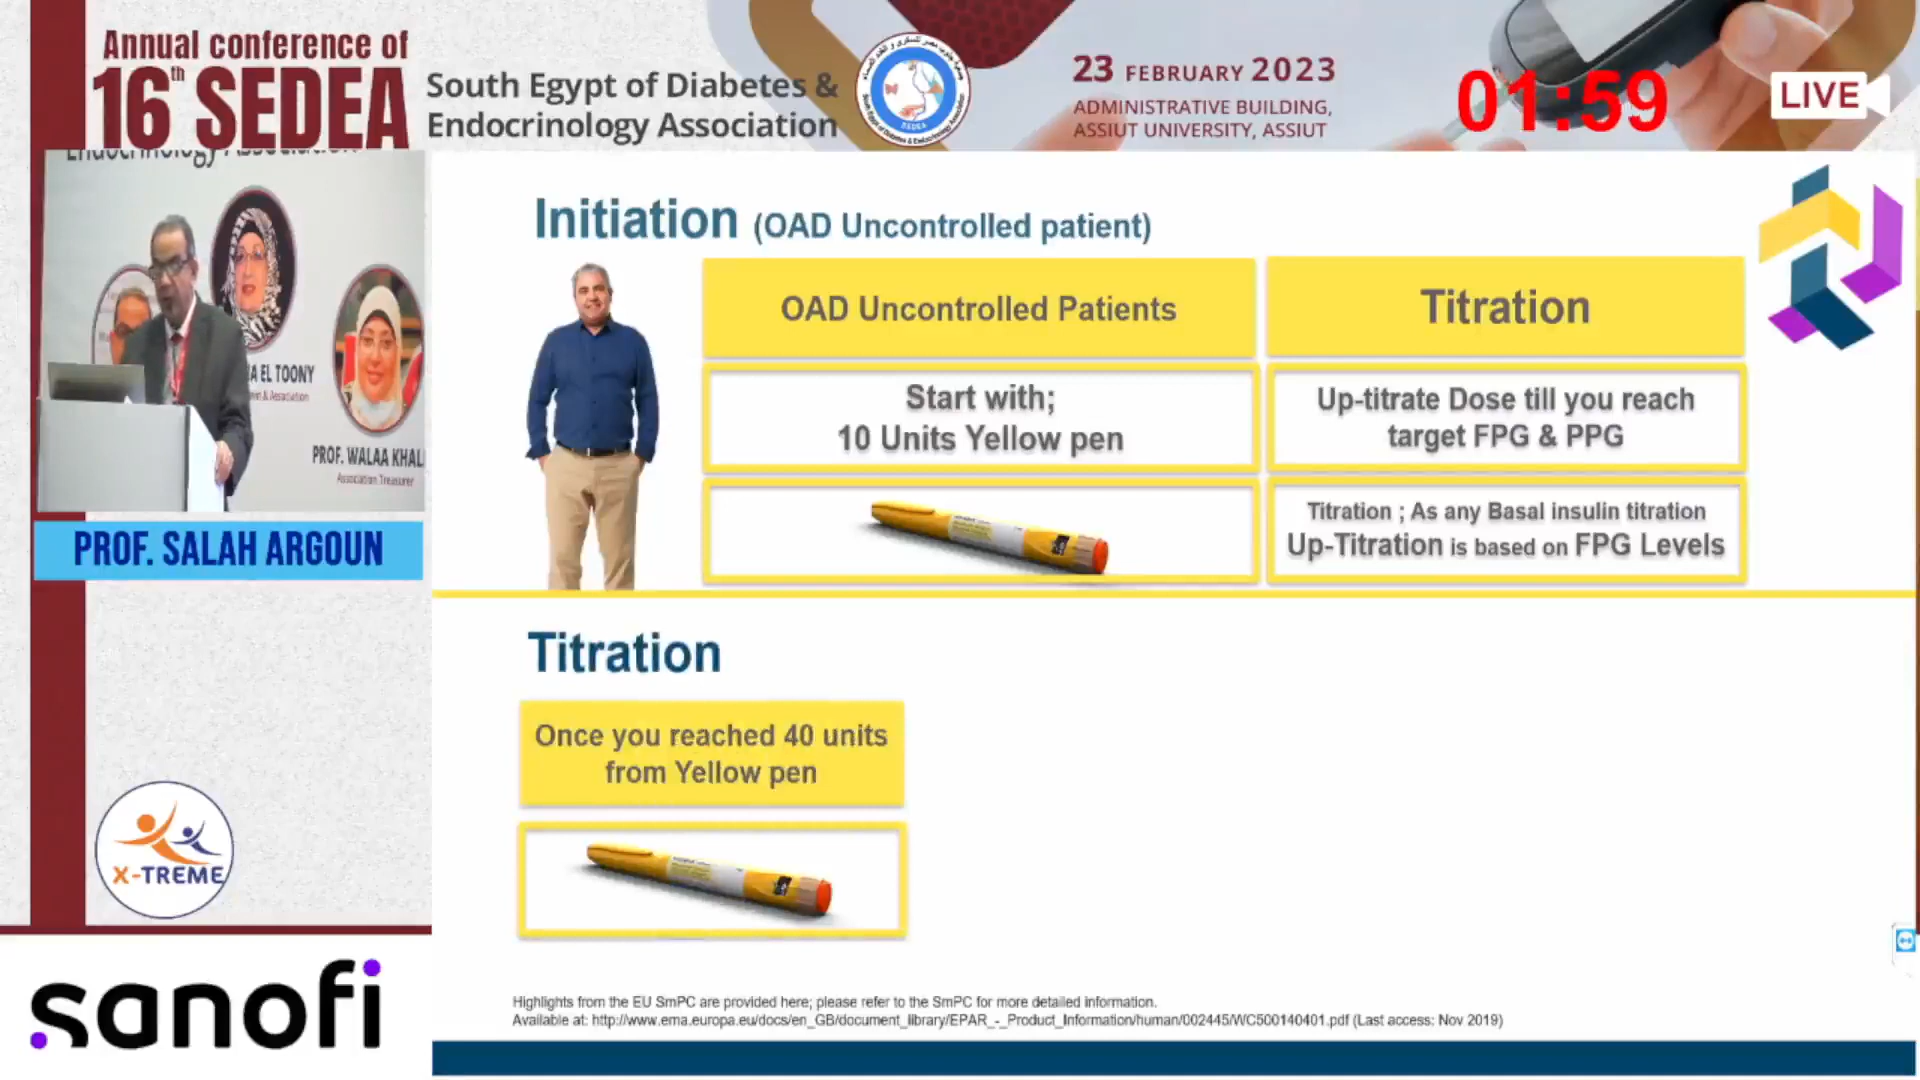 Annual conference of
16th SEDEA
South Egypt of Diabetes &
Endocrinology Association
23 FEBRUARY 2023
ADMINISTRATIVE BUILDING,
ASSIUT UNIVERSITY, ASSIUT
01:59
LIVE
A EL TOONY
& Association
PROF. WALAA KHAL
Association Treasurer
PROF. SALAH ARGOUN
X-TREME
sanofi
Initiation (OAD Uncontrolled patient)
OAD Uncontrolled Patients
Titration
Start with;
10 Units Yellow pen
Up-titrate Dose till you reach
target FPG & PPG
Titration ; As any Basal insulin titration
Up-Titration is based on FPG Levels
Titration
Once you reached 40 units
from Yellow pen
Highlights from the EU SmPC are provided here; please refer to the SmPC for more detailed information.
Available at: http://www.ema.europa.eu/docs/en_GB/document_library/EPAR_-_Product_Information/human/002445/WC500140401.pdf (Last access: Nov 2019)